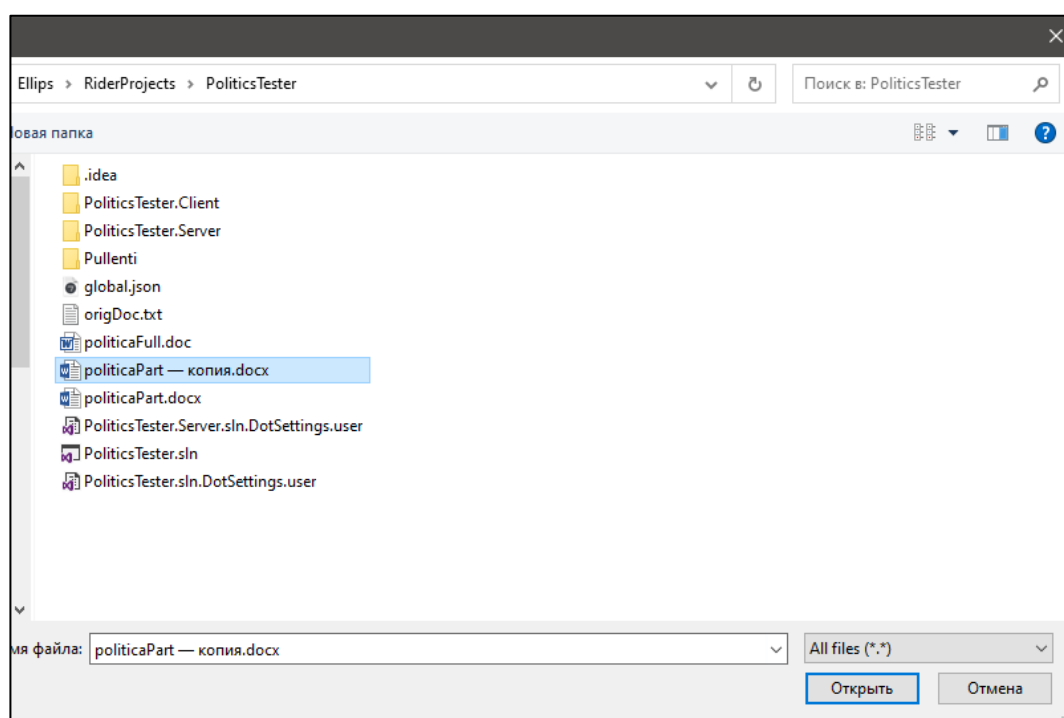 Ellips > RiderProjects > PoliticsTester
Поиск в: PoliticsTester
овая папка
.idea
PoliticsTester.Client
PoliticsTester.Server
Pullenti
global.json
origDoc.txt
politicaFull.doc
politicaPart — копия.docx
politicaPart.docx
PoliticsTester.Server.sln.DotSettings.user
PoliticsTester.sln
PoliticsTester.sln.DotSettings.user
мя файла: politicaPart — копия.docx
All files (*.*)
Открыть Отмена